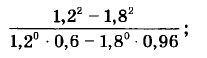 1,2² − 1,8²
1,2⁰ · 0,6 − 1,8⁰ · 0,96 ;